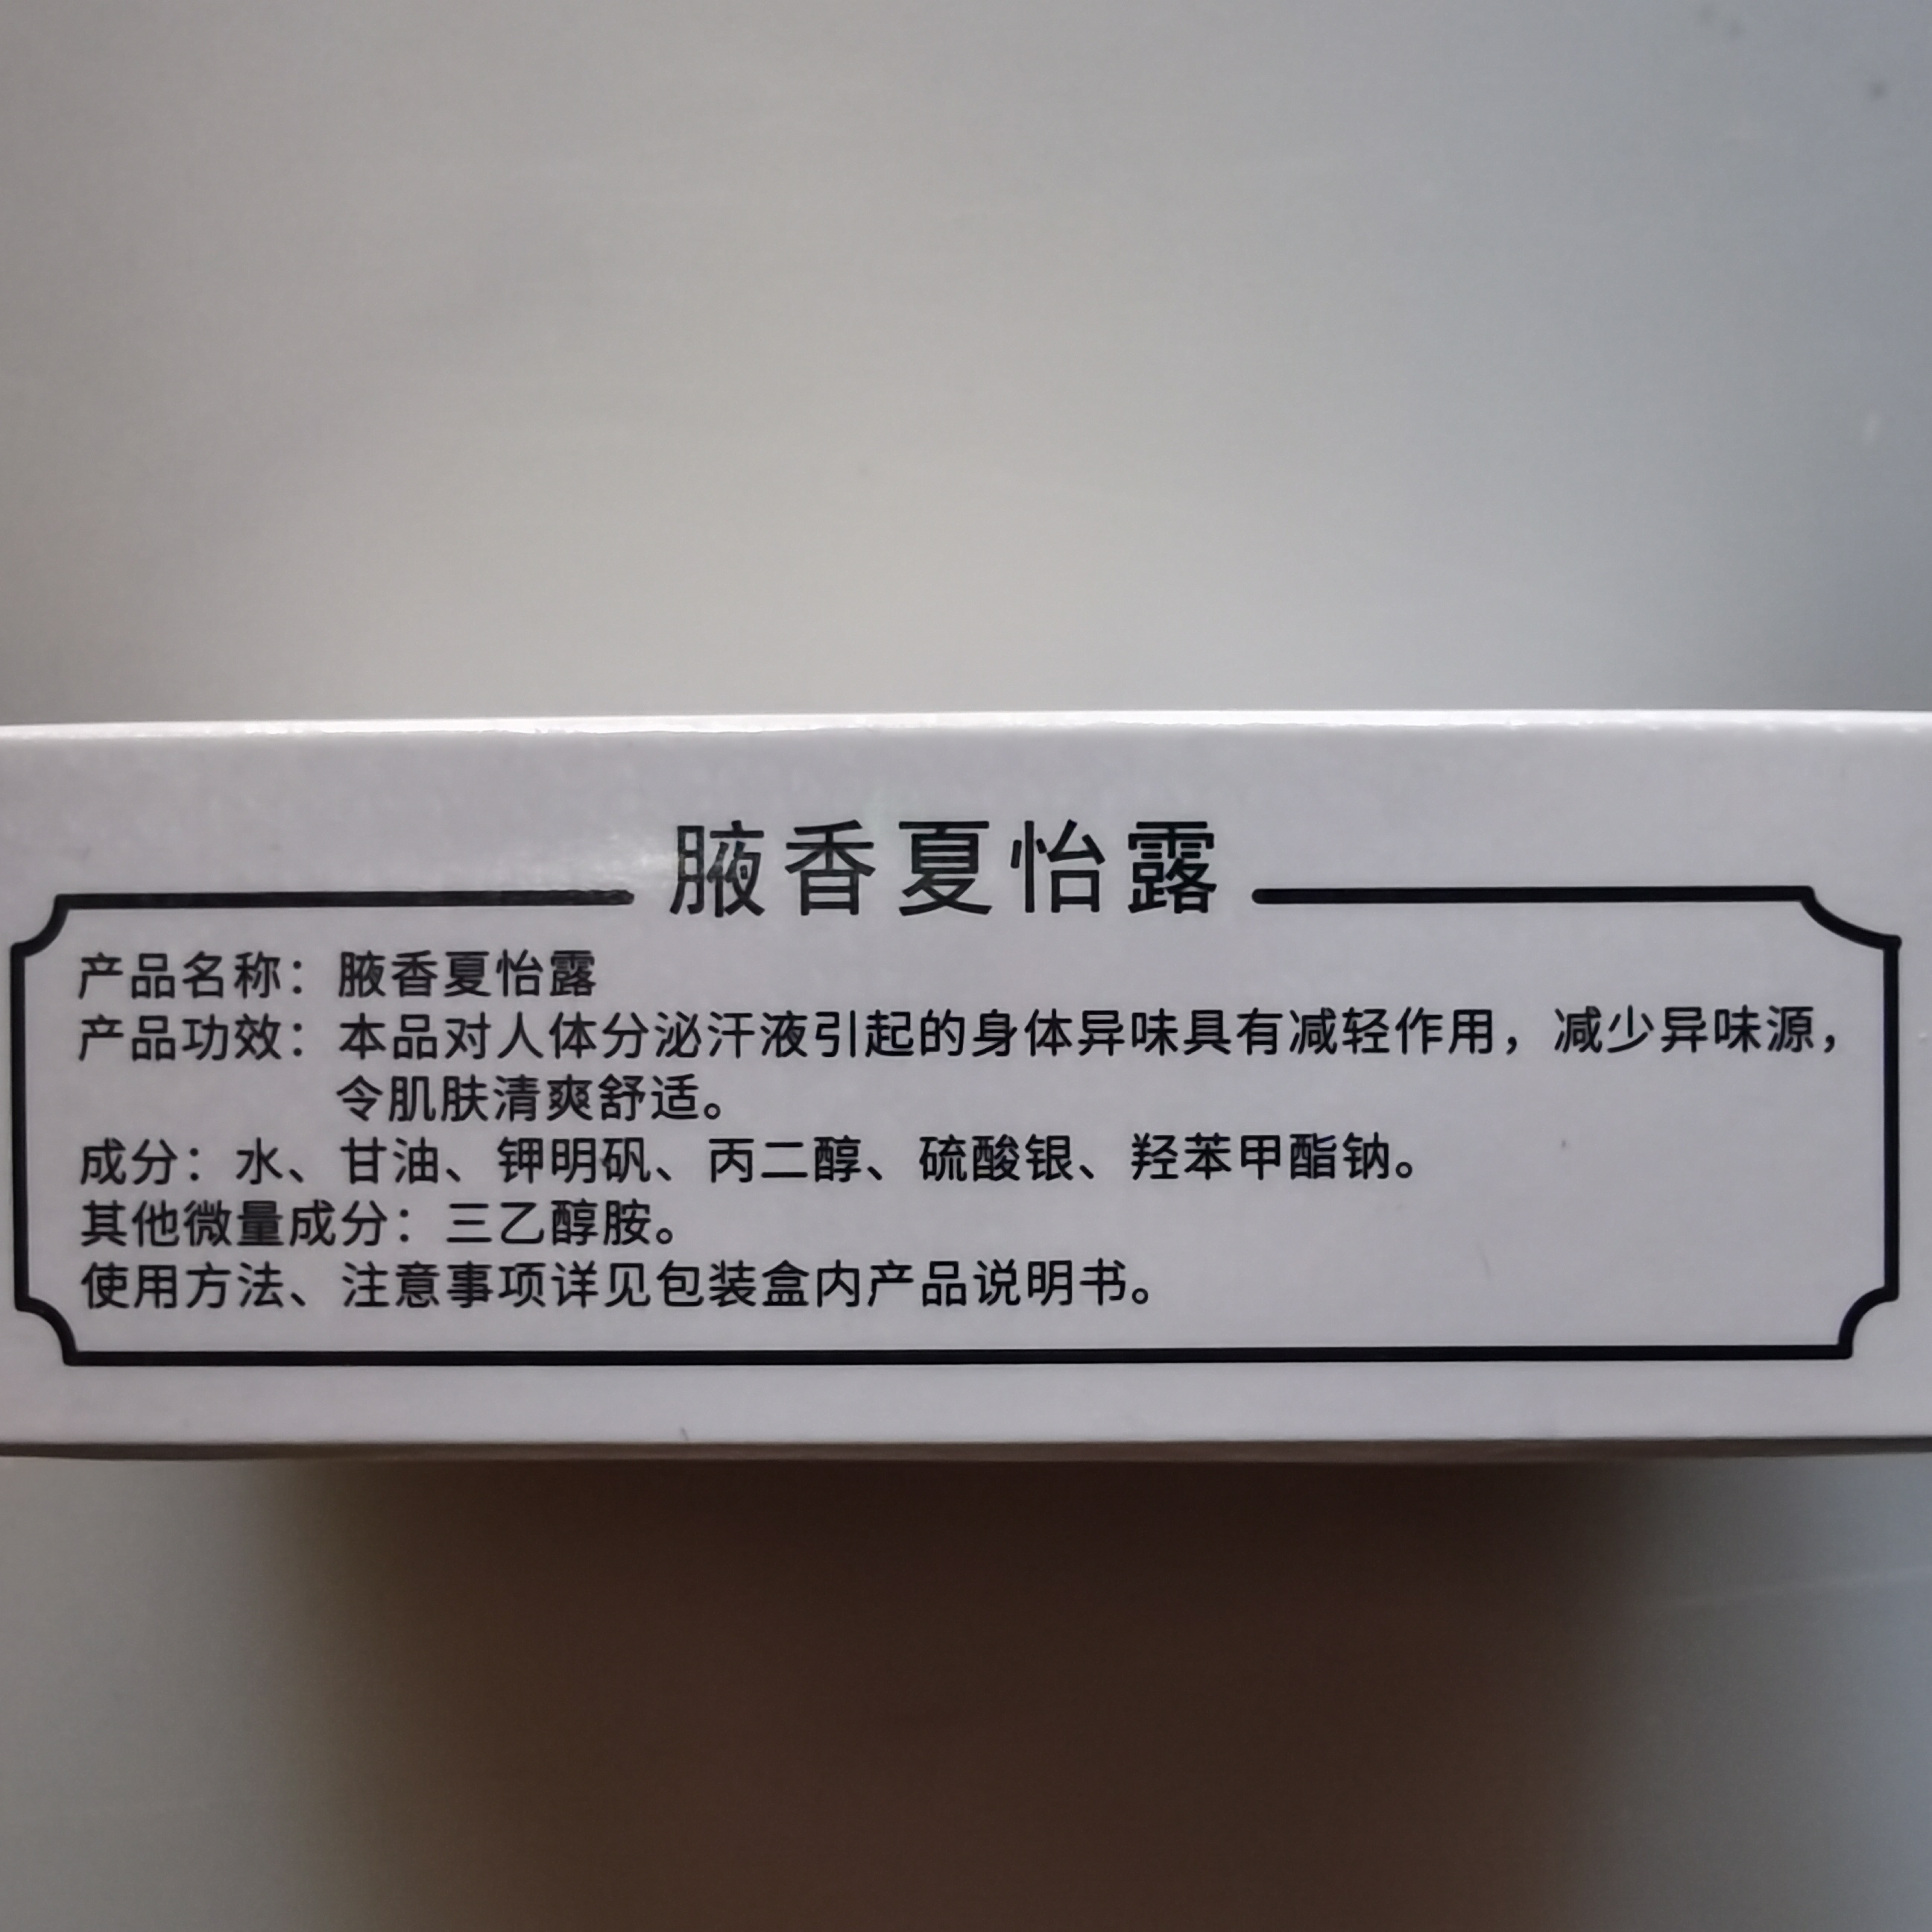 腋香夏怡露
产品名称：腋香夏怡露
产品功效：本品对人体分泌汗液引起的身体异味具有减轻作用，减少异味源，
令肌肤清爽舒适。
成分：水、甘油、钾明矾、丙二醇、硫酸银、羟苯甲酯钠。
其他微量成分：三乙醇胺。
使用方法、注意事项详见包装盒内产品说明书。